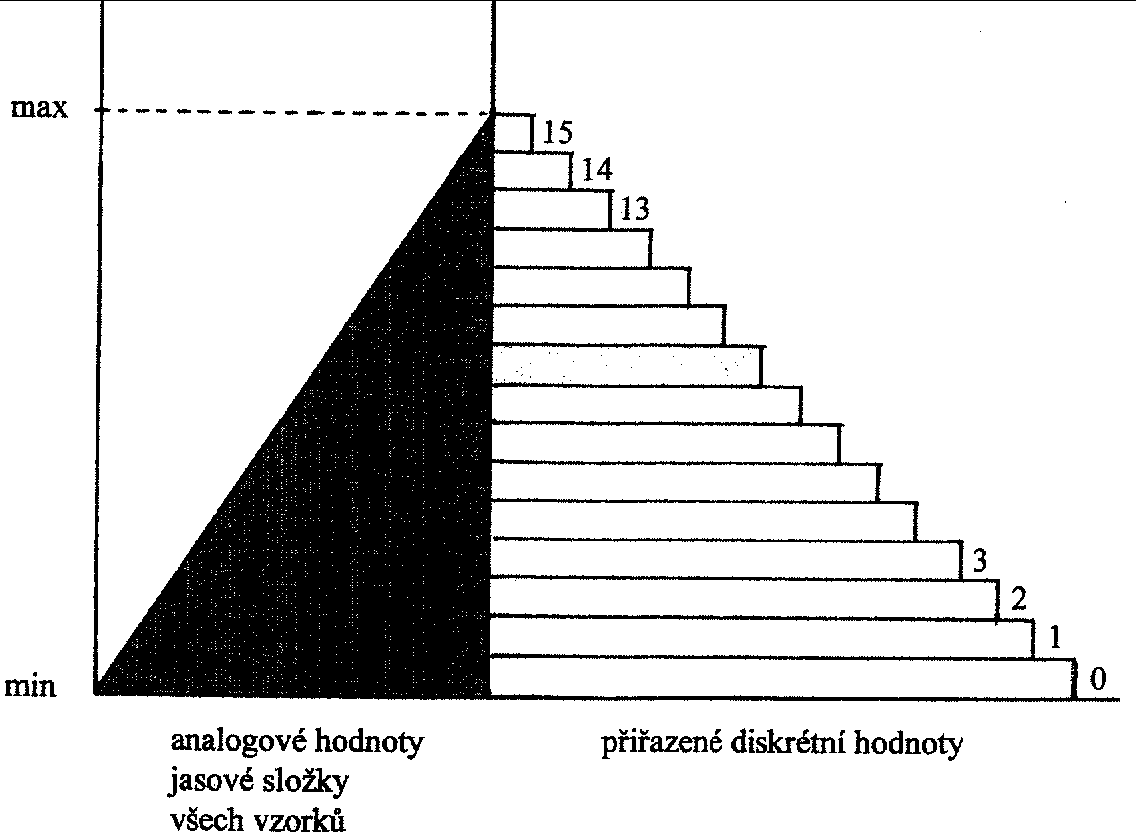 max
15
14
13
3
2
1
min
0
analogové hodnoty
jasové složky
všech vzorků
přiřazené diskrétní hodnoty